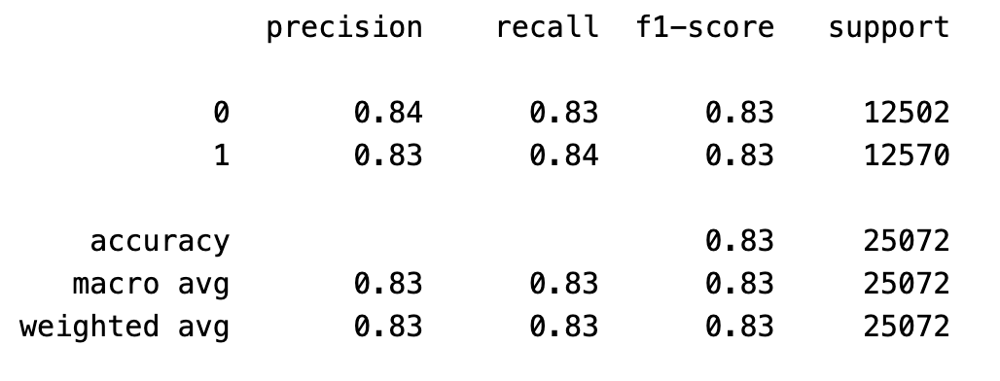 precision recall f1-score support
0 0.84 0.83 0.83 12502
1 0.83 0.84 0.83 12570
accuracy 0.83 25072
macro avg 0.83 0.83 0.83 25072
weighted avg 0.83 0.83 0.83 25072